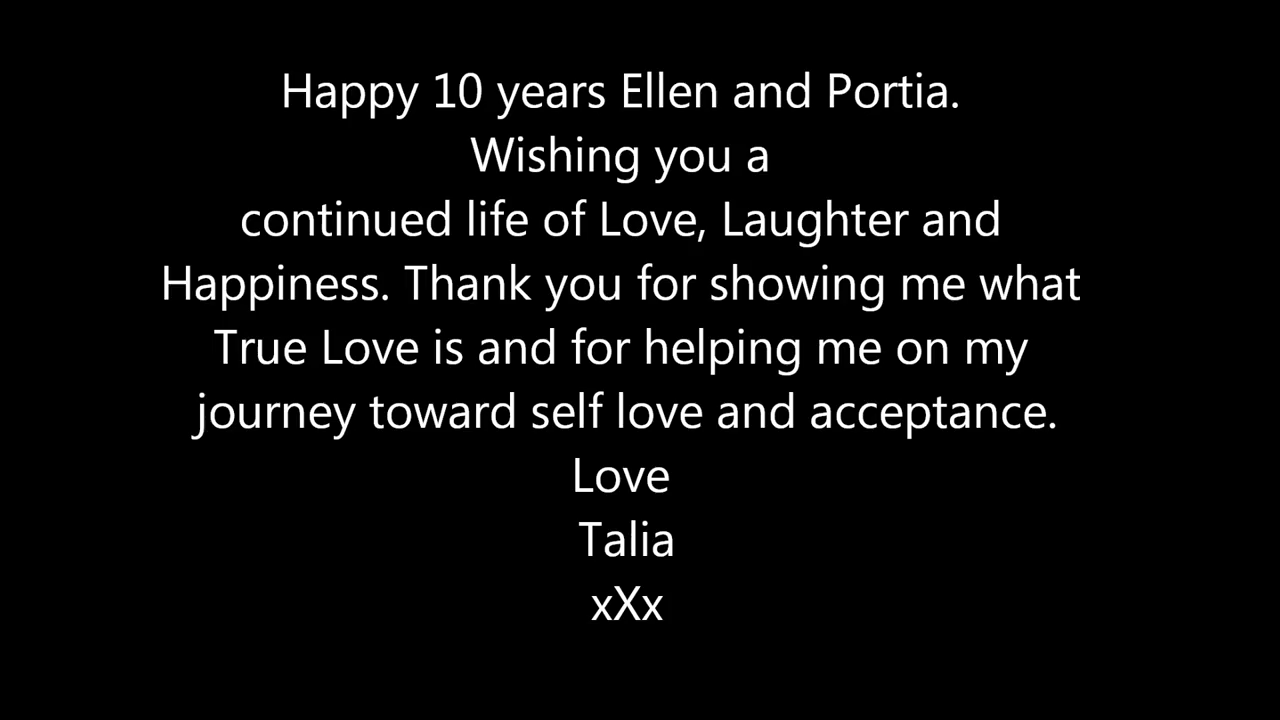 Happy 10 years Ellen and Portia.
Wishing you a
continued life of Love, Laughter and
Happiness. Thank you for showing me what
True Love is and for helping me on my
journey toward self love and acceptance.
Love
Talia
xXx